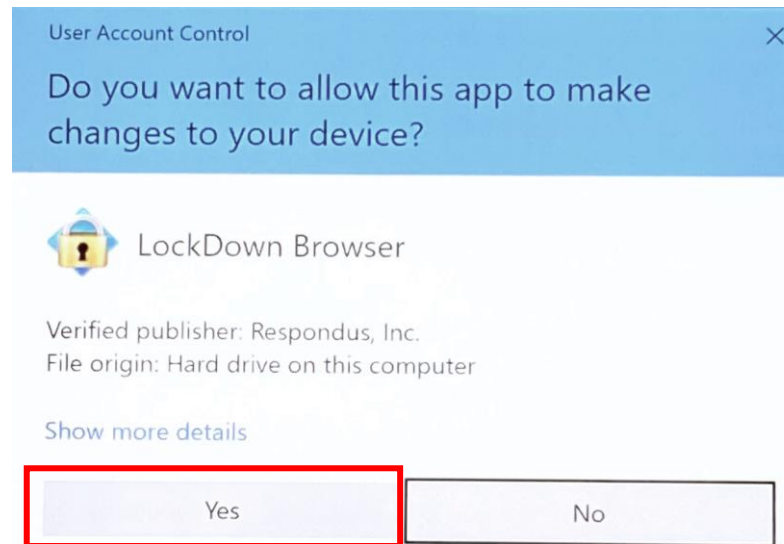 User Account Control
Do you want to allow this app to make
changes to your device?
LockDown Browser
Verified publisher: Respondus, Inc.
File origin: Hard drive on this computer
Show more details
Yes
No